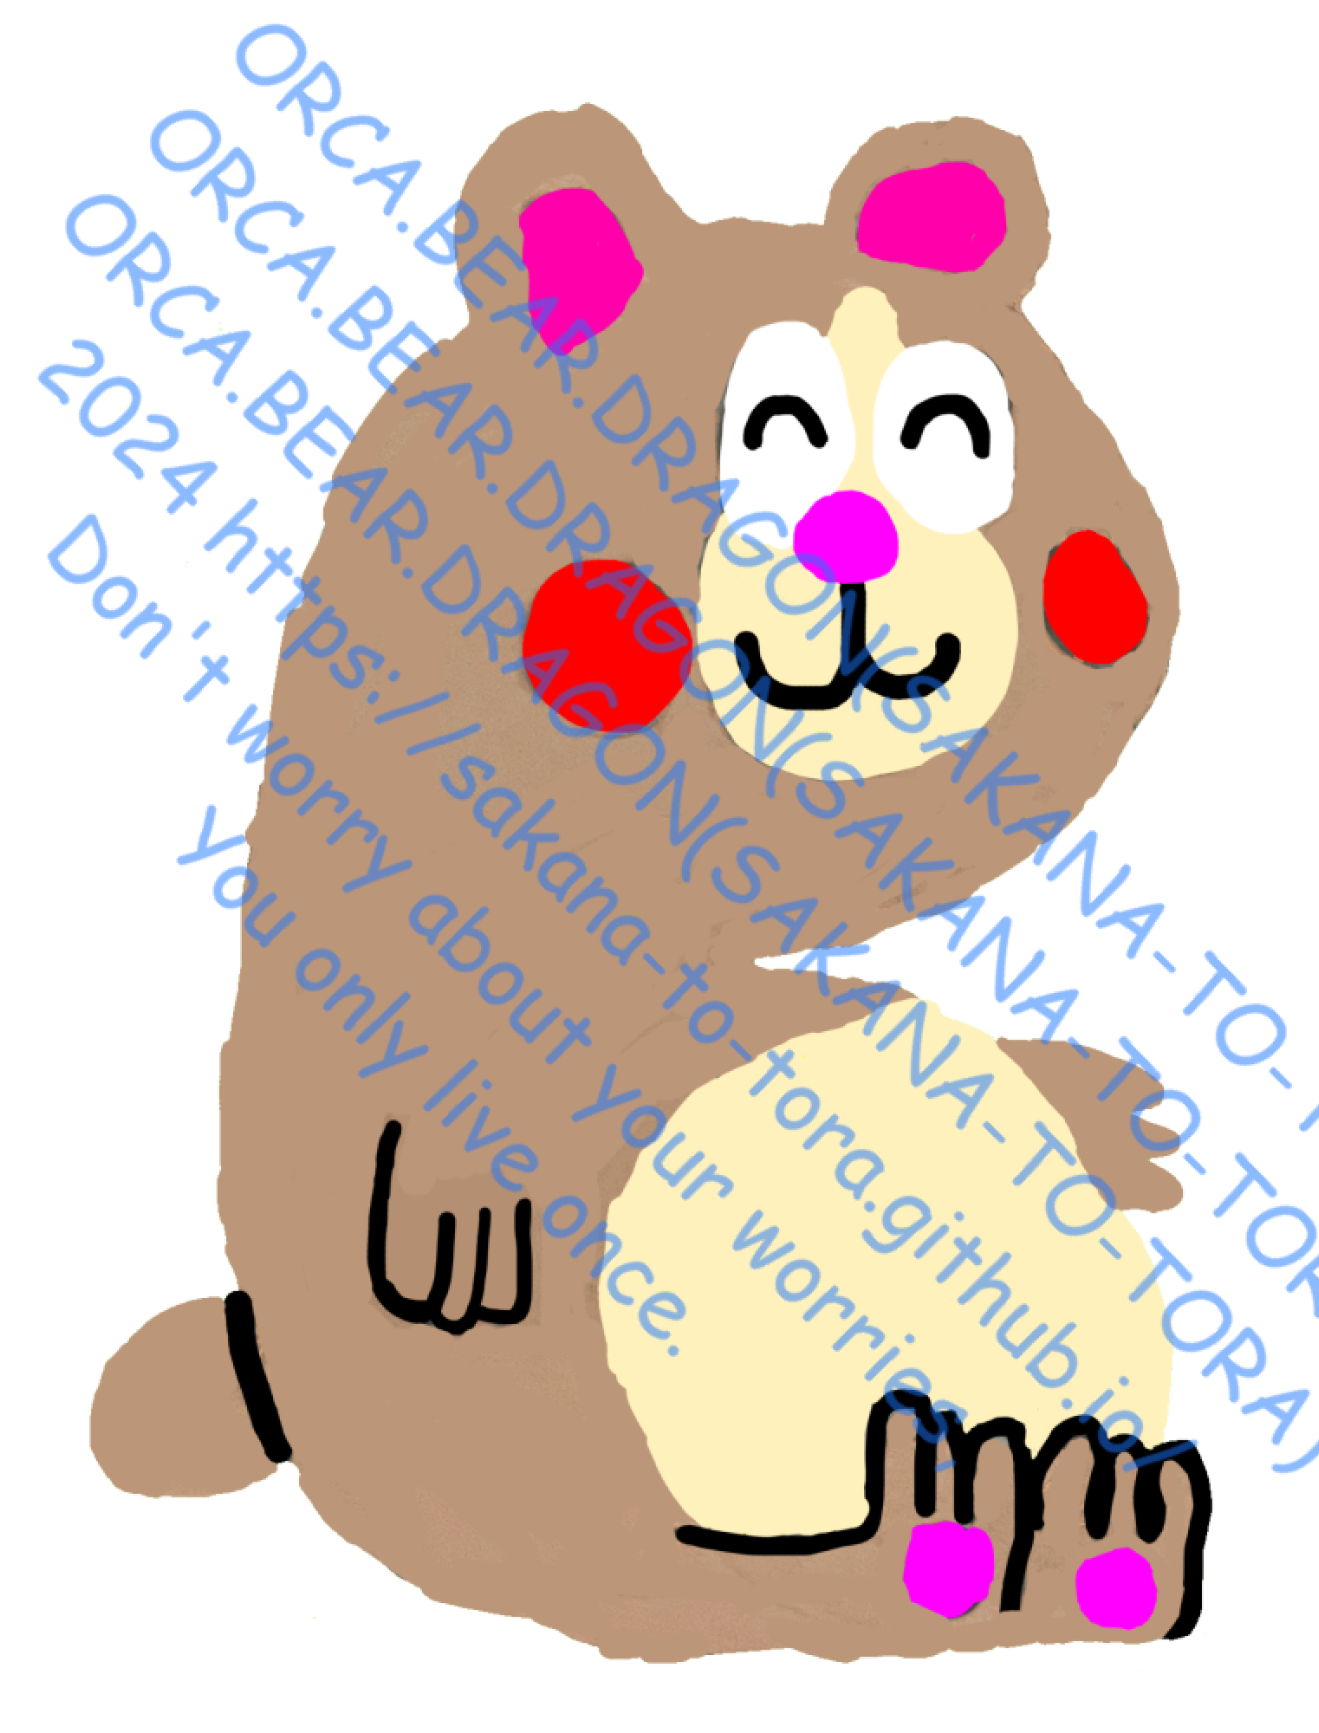 ORCA.BEAR.DRAGON(SAKANA-TO-T
ORCA.BEAR.DRAGON(SAKANA-TO-TOR
ORCA.BEAR.DRAGON(SAKANA-TO-TORA)
2024 https://sakana-to-tora.github.io/
Don't worry about your worries,
You only live once.